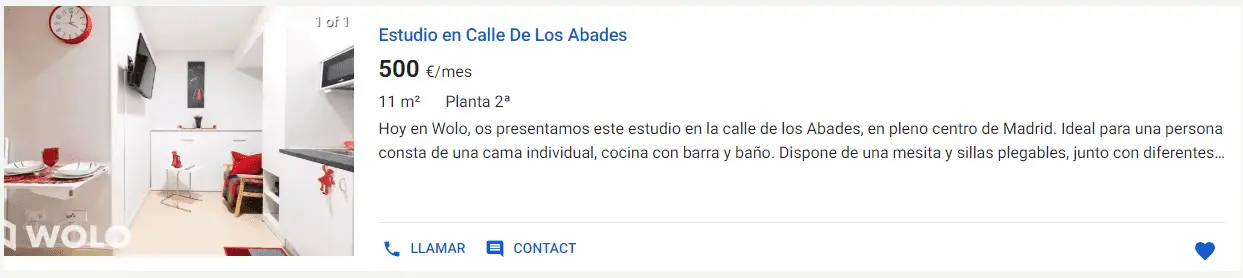 1 of 1
Estudio en Calle De Los Abades
500 €/mes
11 m² Planta 2ª
Hoy en Wolo, os presentamos este estudio en la calle de los Abades, en pleno centro de Madrid. Ideal para una persona
consta de una cama individual, cocina con barra y baño. Dispone de una mesita y sillas plegables, junto con diferentes...
WOLO
LLAMAR CONTACT